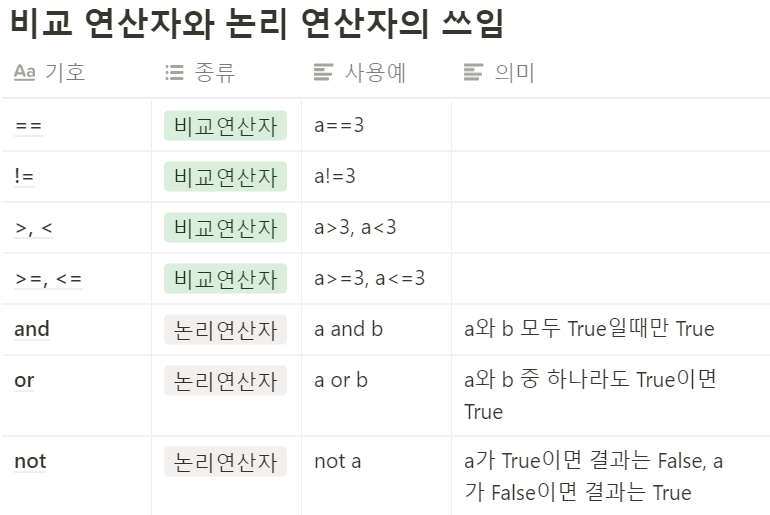 비교 연산자와 논리 연산자의 쓰임
Aa 기호 종류 사용예 의미
== 비교연산자 a==3
!= 비교연산자 a!=3
>, < 비교연산자 a>3, a<3
>=, <= 비교연산자 a>=3, a<=3
and 논리연산자 a and b a와 b 모두 True일때만 True
or 논리연산자 a or b a와 b 중 하나라도 True이면
True
not 논리연산자 not a a가 True이면 결과는 False, a
가 False이면 결과는 True